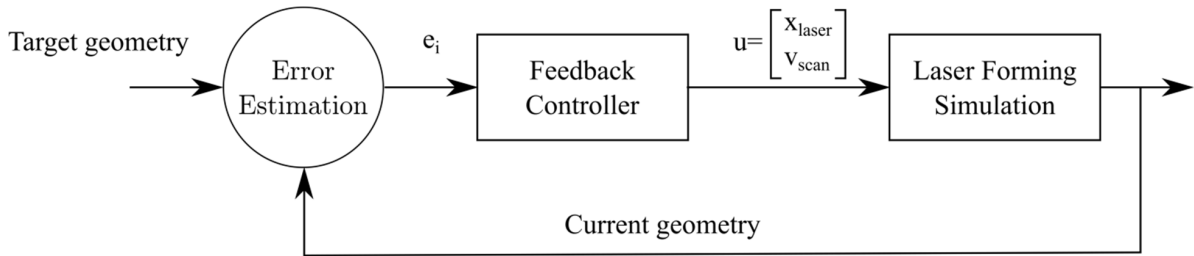 Target geometry
Error
Estimation
e_i
Feedback
Controller
u=[x_laser
v_scan]
Laser Forming
Simulation
Current geometry